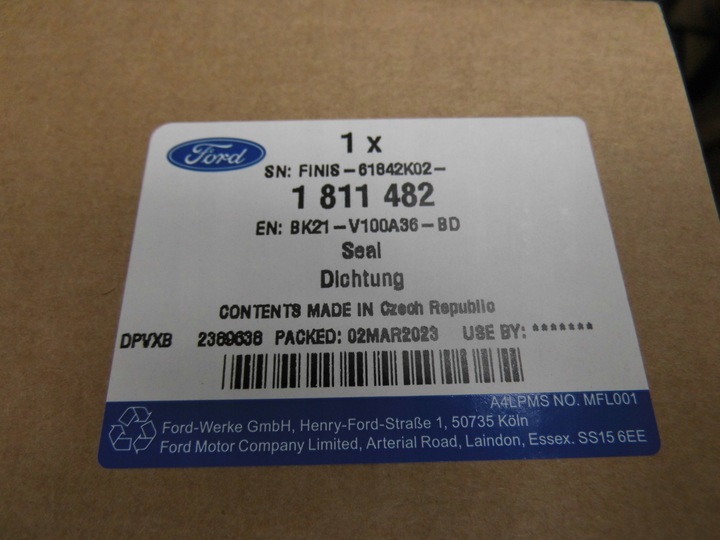 Ford
1 x
SN: FINIS-61842K02-
1 811 482
EN: BK21-V100A36-BD
Seal
Dichtung
CONTENTS MADE IN Czech Republic
DPVXB 2369638 PACKED: 02MAR2023 USE BY: *******
A4LPMS NO. MFL001
Ford-Werke GmbH, Henry-Ford-Straße 1, 50735 Köln
Ford Motor Company Limited, Arterial Road, Laindon, Essex. SS15 6EE